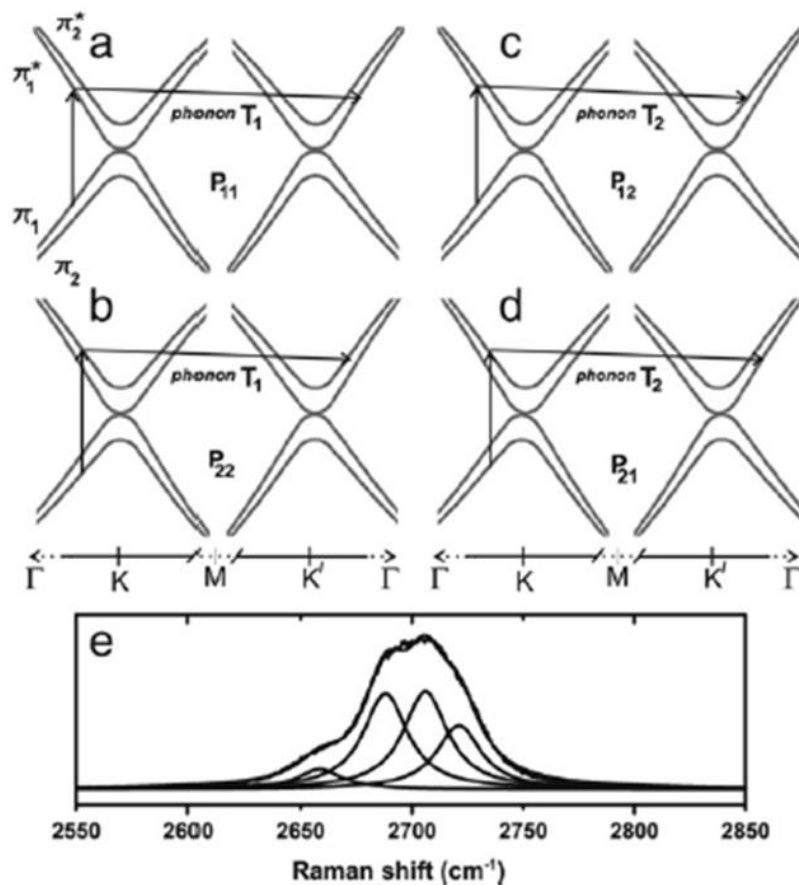 π₂* a c
π₁*
phonon T₁ phonon T₂
P₁₁ P₁₂
π₁
π₂
b d
phonon T₁ phonon T₂
P₂₂ P₂₁
Γ K M K′ Γ Γ K M K′ Γ
e
2550 2600 2650 2700 2750 2800 2850
Raman shift (cm⁻¹)